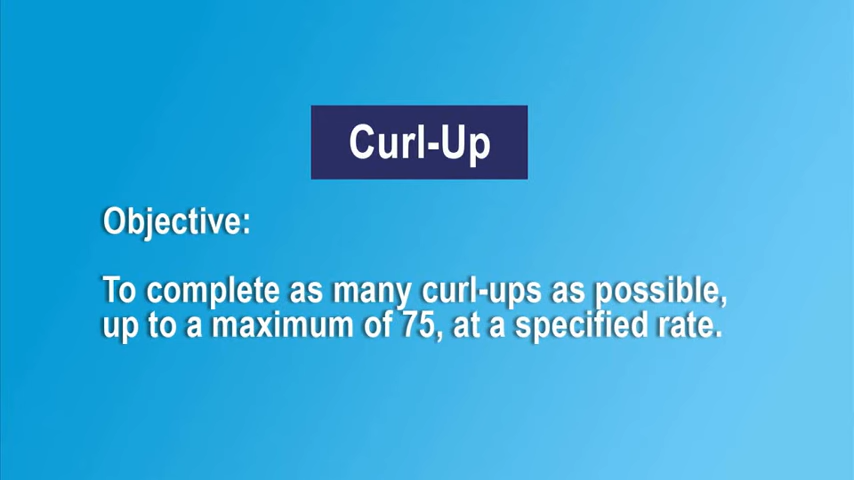 Curl-Up
Objective:
To complete as many curl-ups as possible,
up to a maximum of 75, at a specified rate.